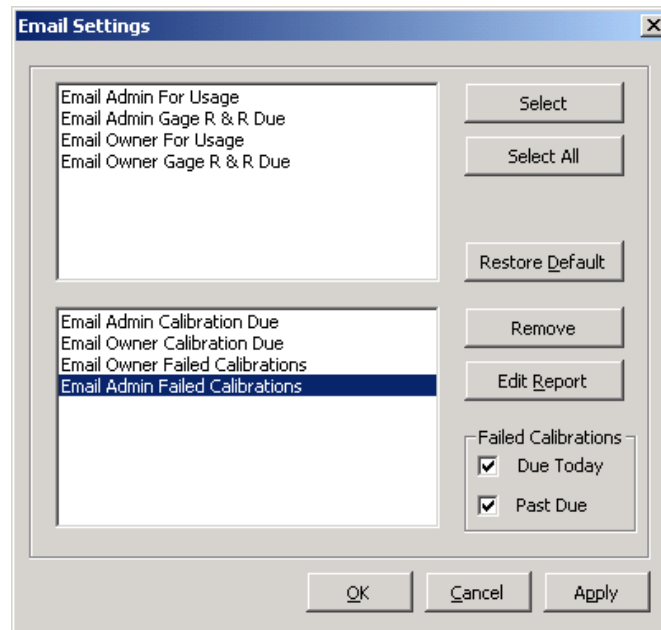 Email Settings
Email Admin For Usage
Email Admin Gage R & R Due
Email Owner For Usage
Email Owner Gage R & R Due
Select
Select All
Restore Default
Email Admin Calibration Due
Email Owner Calibration Due
Email Owner Failed Calibrations
Email Admin Failed Calibrations
Remove
Edit Report
Failed Calibrations
Due Today
Past Due
OK
Cancel
Apply